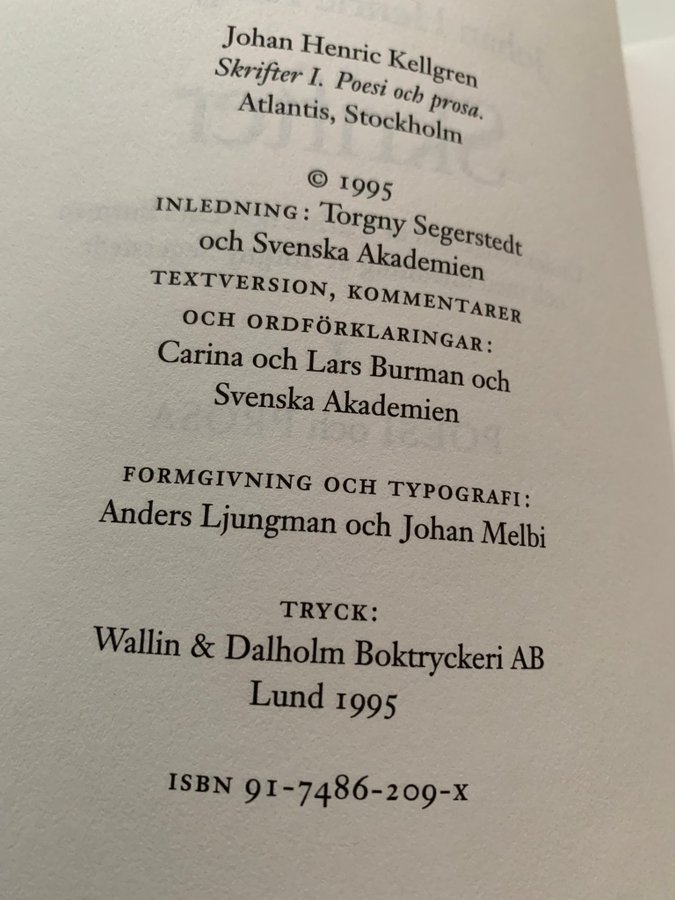 Johan Henric Kellgren
Skrifter I. Poesi och prosa.
Atlantis, Stockholm
© 1995
INLEDNING: Torgny Segerstedt
och Svenska Akademien
TEXTVERSION, KOMMENTARER
OCH ORDFÖRKLARINGAR:
Carina och Lars Burman och
Svenska Akademien
FORMGIVNING OCH TYPOGRAFI:
Anders Ljungman och Johan Melbi
TRYCK:
Wallin & Dalholm Boktryckeri AB
Lund 1995
ISBN 91-7486-209-X